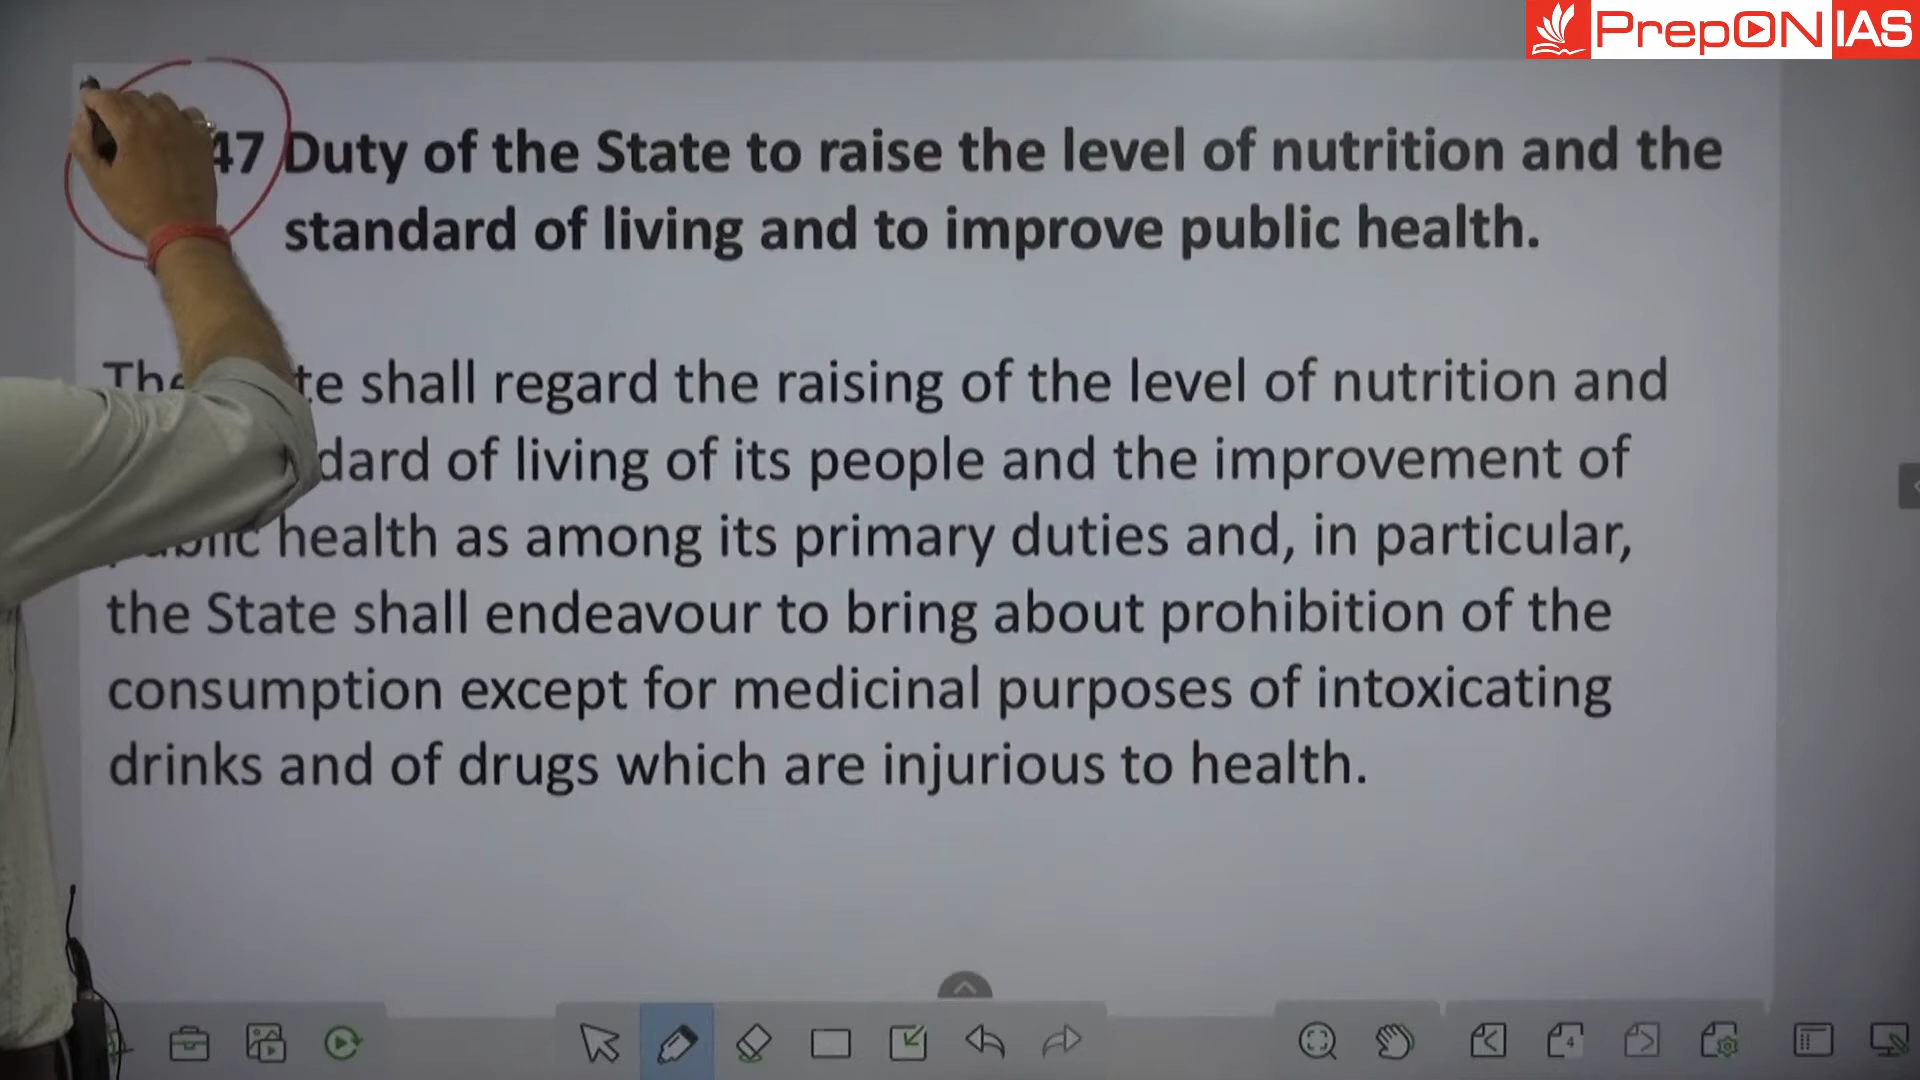 PrepON IAS
47 Duty of the State to raise the level of nutrition and the
standard of living and to improve public health.
shall regard the raising of the level of nutrition and
of living of its people and the improvement of
public health as among its primary duties and, in particular,
the State shall endeavour to bring about prohibition of the
consumption except for medicinal purposes of intoxicating
drinks and of drugs which are injurious to health.
4